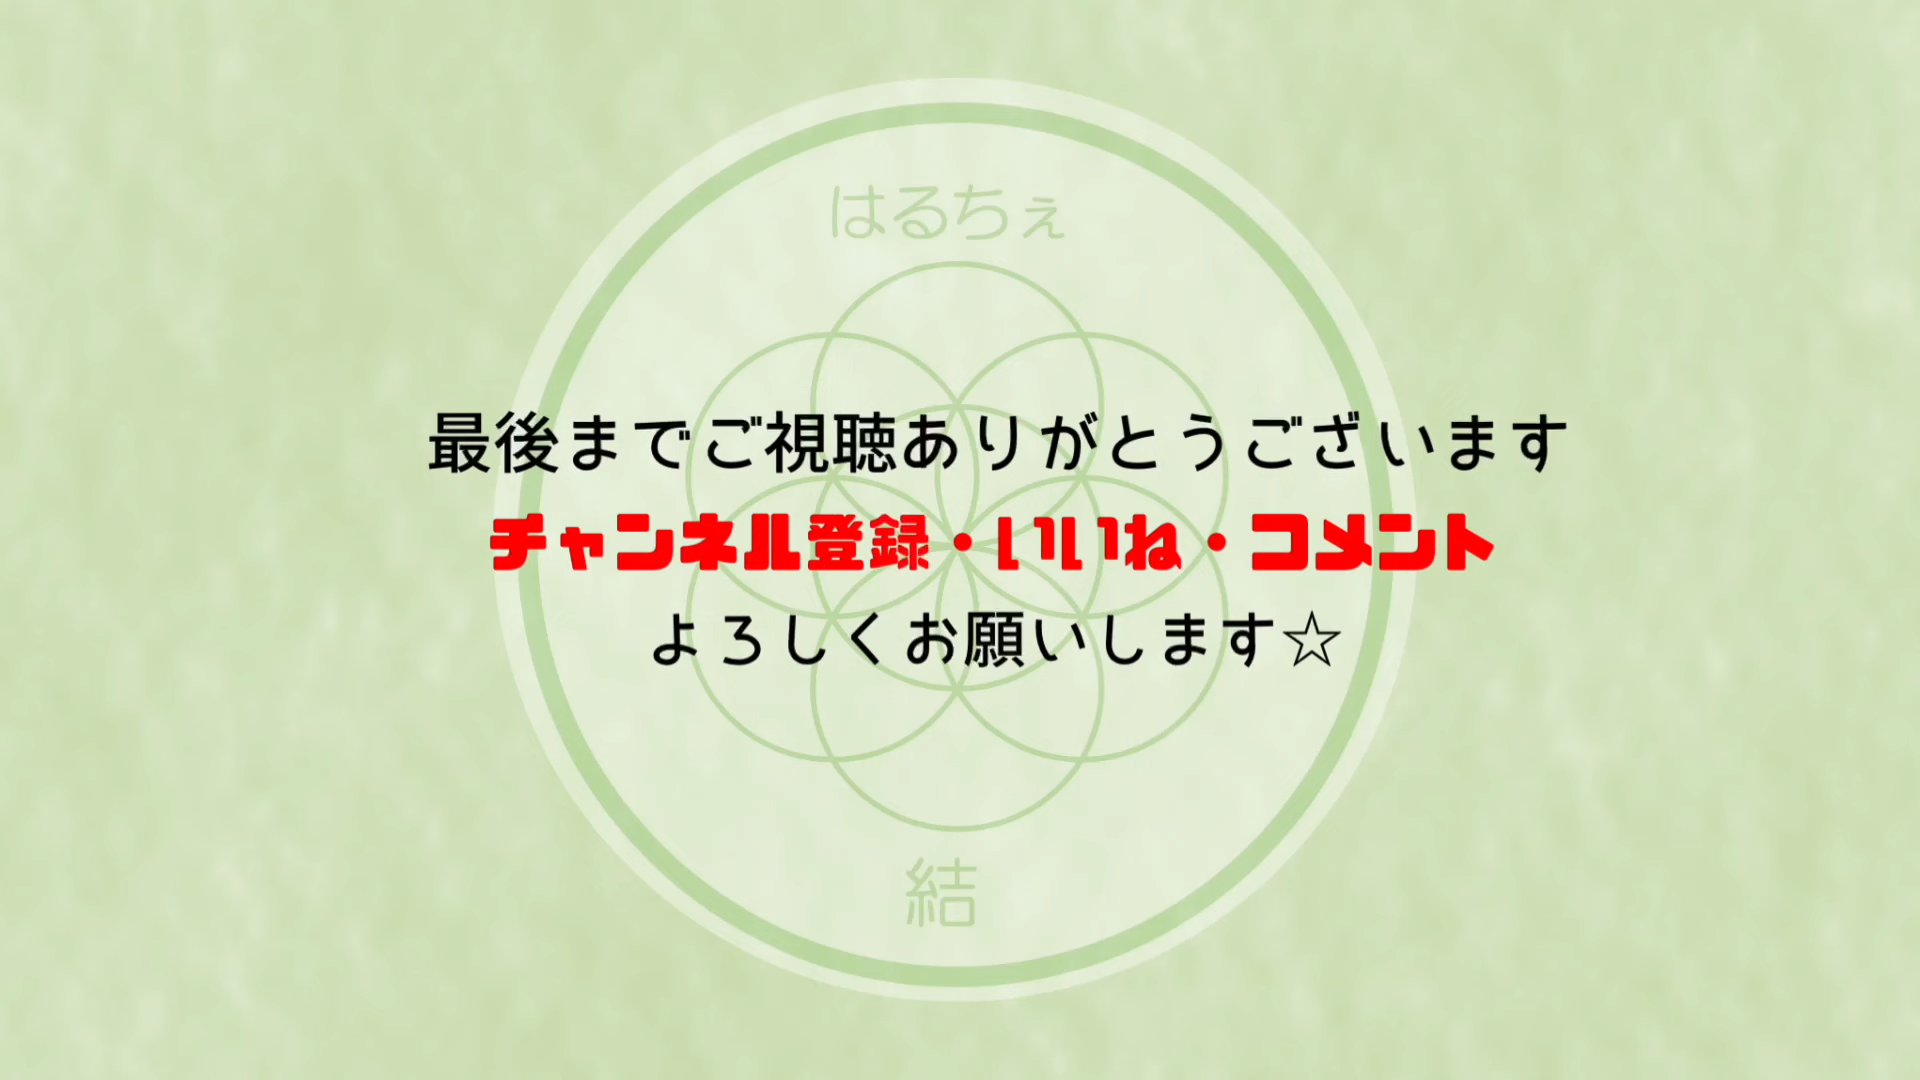 はるちぇ
最後までご視聴ありがとうございます
チャンネル登録・いいね・コメント
よろしくお願いします☆
結